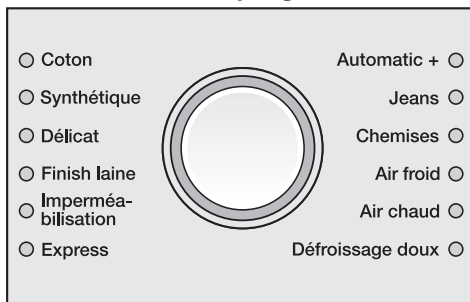 Coton
Synthétique
Délicat
Finish laine
Imperméa-
bilisation
Express
Automatic +
Jeans
Chemises
Air froid
Air chaud
Défroissage doux